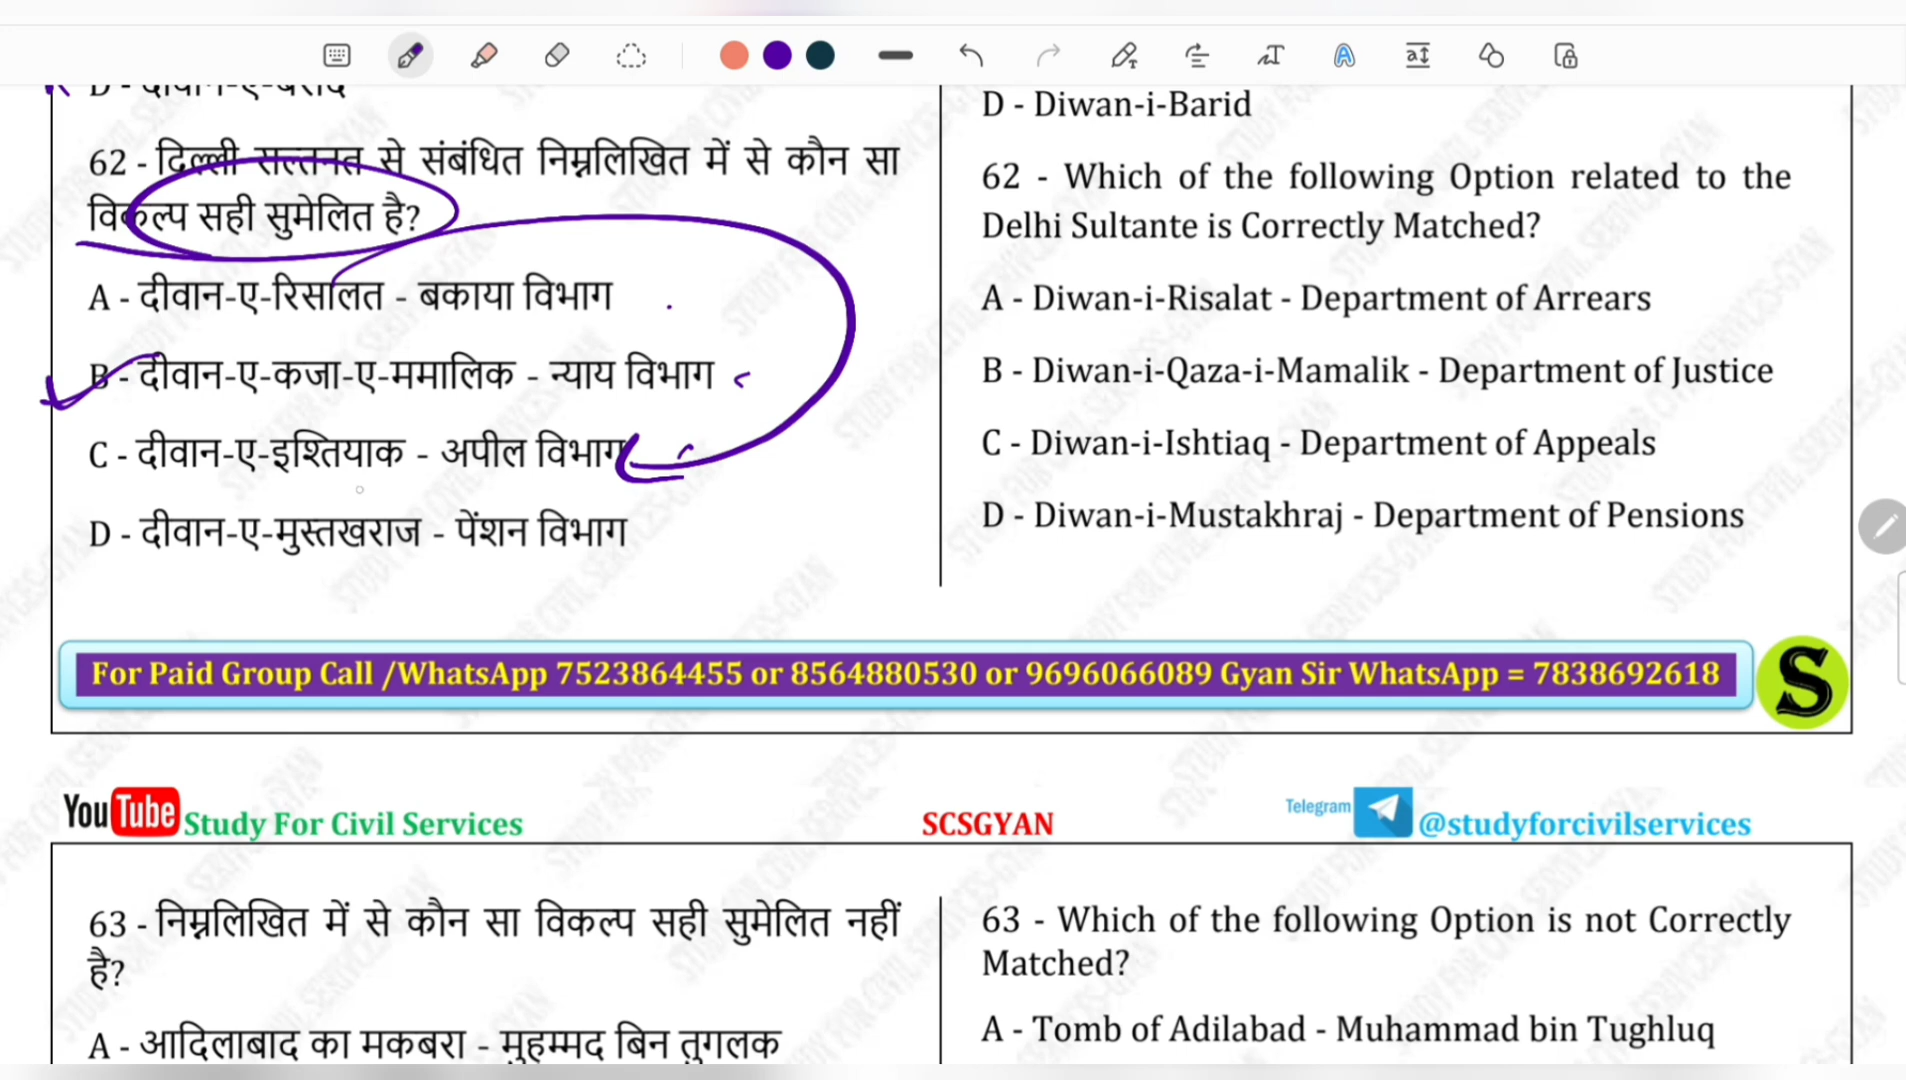 D - दीवान-ए-बरीद
62 - दिल्ली सल्तनत से संबंधित निम्नलिखित में से कौन सा
विकल्प सही सुमेलित है?
A - दीवान-ए-रिसालत - बकाया विभाग
B - दीवान-ए-कजा-ए-ममालिक - न्याय विभाग
C - दीवान-ए-इश्तियाक - अपील विभाग
D - दीवान-ए-मुस्तखराज - पेंशन विभाग
D - Diwan-i-Barid
62 - Which of the following Option related to the
Delhi Sultante is Correctly Matched?
A - Diwan-i-Risalat - Department of Arrears
B - Diwan-i-Qaza-i-Mamalik - Department of Justice
C - Diwan-i-Ishtiaq - Department of Appeals
D - Diwan-i-Mustakhraj - Department of Pensions
For Paid Group Call /WhatsApp 7523864455 or 8564880530 or 9696066089 Gyan Sir WhatsApp = 7838692618
S
YouTube Study For Civil Services
SCSGYAN
Telegram @studyforcivilservices
63 - निम्नलिखित में से कौन सा विकल्प सही सुमेलित नहीं
है?
A - आदिलाबाद का मकबरा - मुहम्मद बिन तुगलक
63 - Which of the following Option is not Correctly
Matched?
A - Tomb of Adilabad - Muhammad bin Tughluq